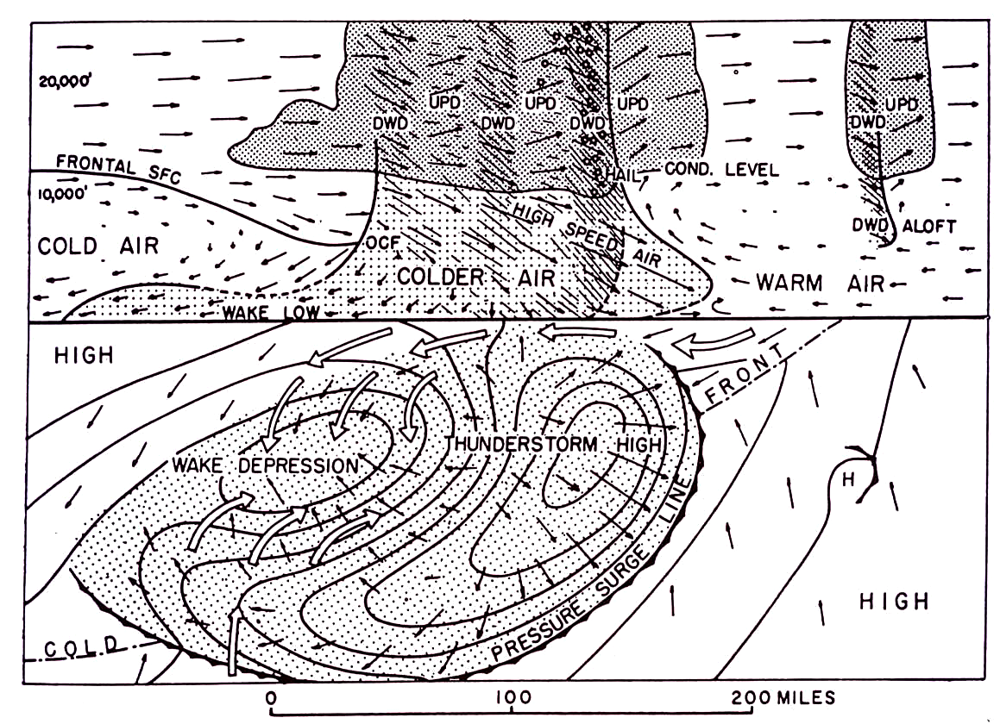 20,000'
UPD
UPD
UPD
UPD
DWD
DWD
DWD
DWD
FRONTAL SFC
HAIL
COND. LEVEL
10,000'
HIGH SPEED AIR
DWD ALOFT
COLD AIR
OCF
COLDER AIR
WARM AIR
WAKE LOW
HIGH
FRONT
THUNDERSTORM HIGH
WAKE DEPRESSION
H
PRESSURE SURGE LINE
HIGH
COLD
0 100 200 MILES